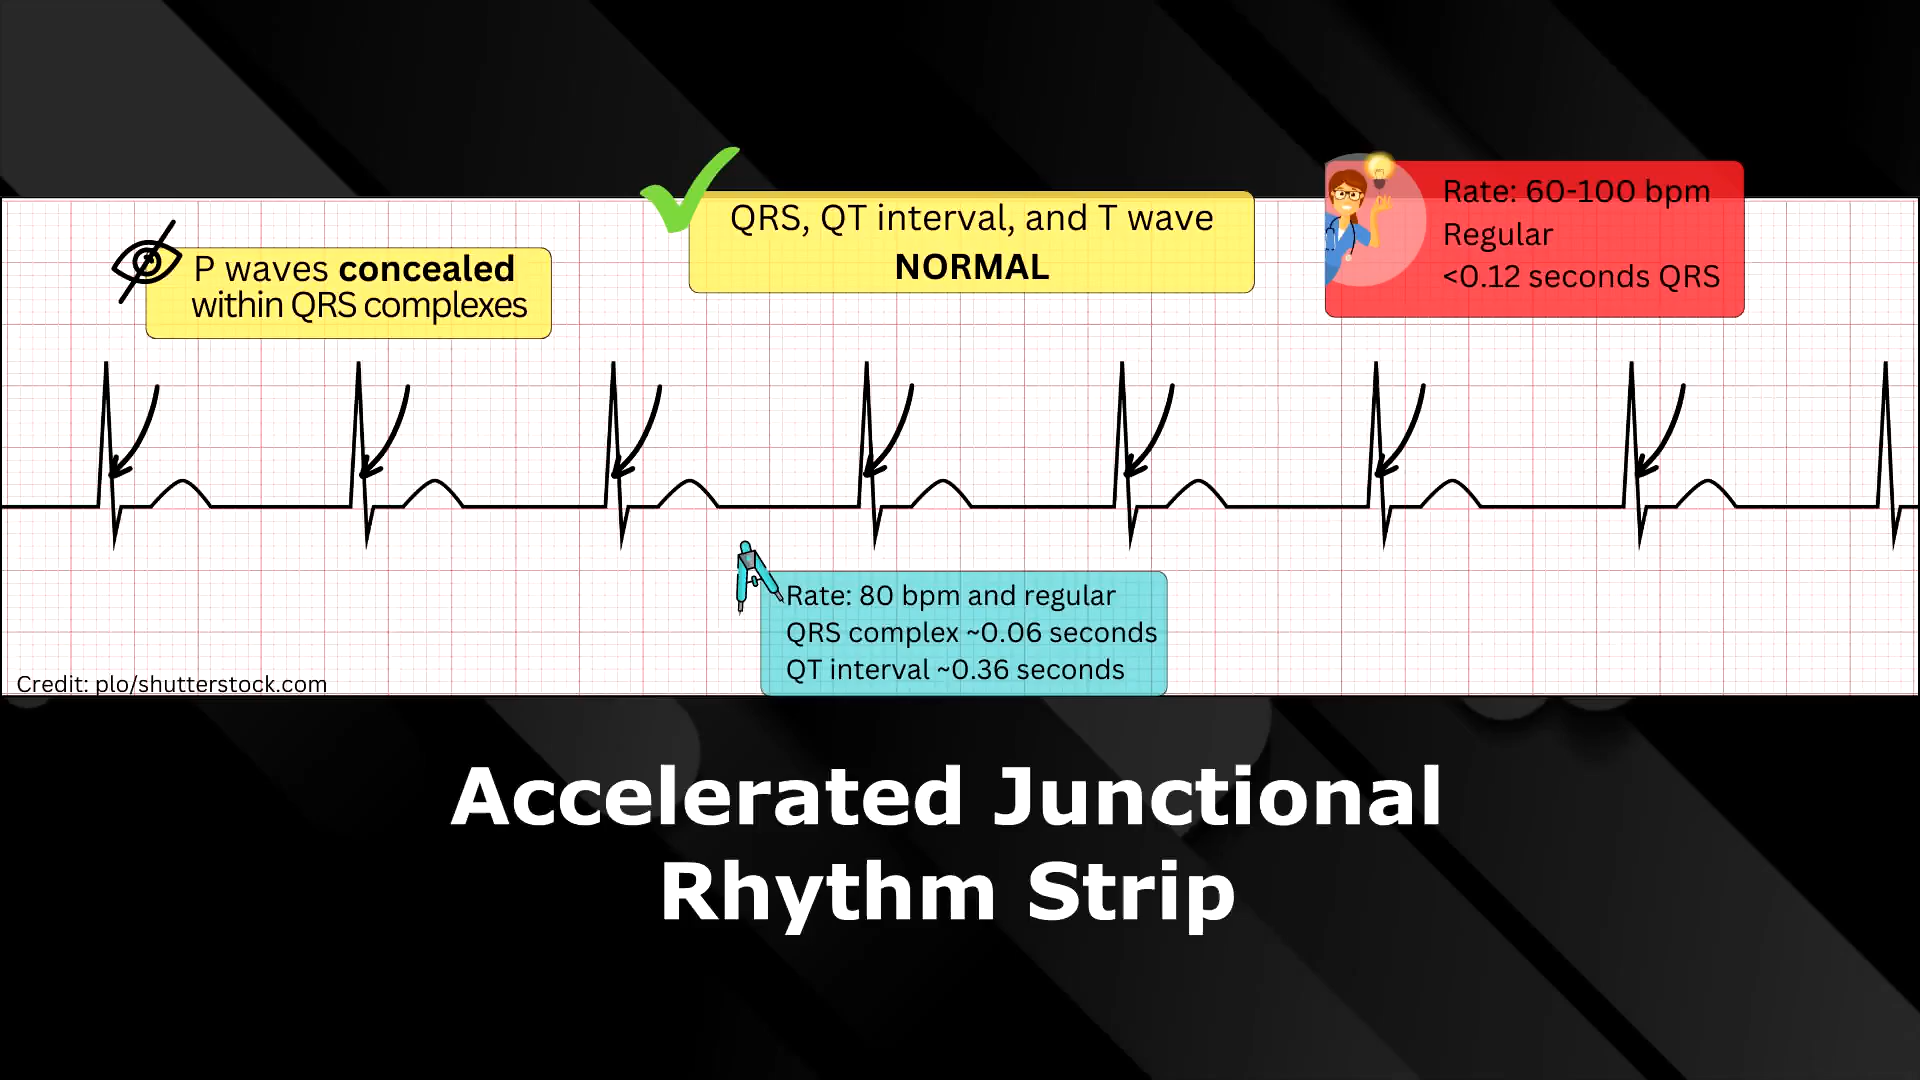 P waves concealed
within QRS complexes
QRS, QT interval, and T wave
NORMAL
Rate: 60-100 bpm
Regular
<0.12 seconds QRS
Rate: 80 bpm and regular
QRS complex ~0.06 seconds
QT interval ~0.36 seconds
Credit: plo/shutterstock.com
Accelerated Junctional
Rhythm Strip